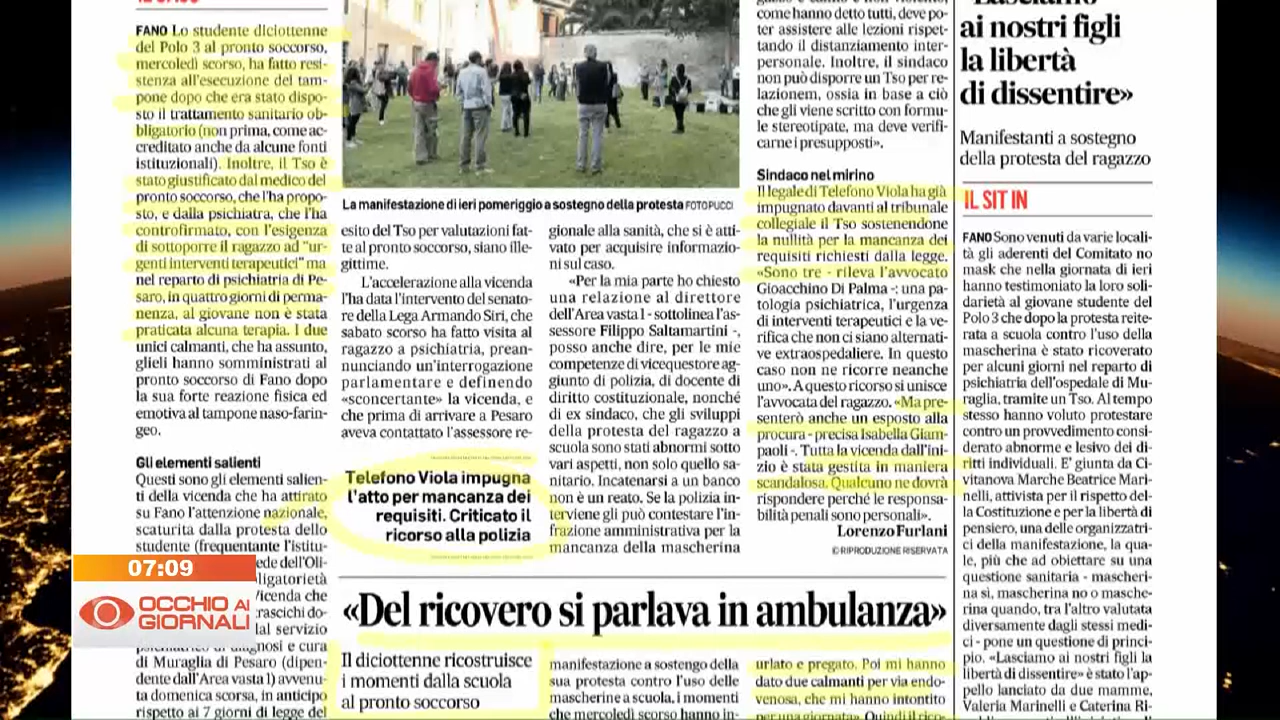 FANO Lo studente diciottenne
del Polo 3 al pronto soccorso,
mercoledì scorso, ha fatto resi-
stenza all'esecuzione del tam-
pone dopo che era stato dispo-
sto il trattamento sanitario ob-
bligatorio (non prima, come ac-
creditato anche da alcune fonti
istituzionali). Inoltre, il Tso è
stato giustificato dal medico del
pronto soccorso, che l'ha propo-
sto, e dalla psichiatra, che l'ha
controfirmato, con l'esigenza
di sottoporre il ragazzo ad "ur-
genti interventi terapeutici" ma
nel reparto di psichiatria di Pe-
saro, in quattro giorni di perma-
nenza, al giovane non è stata
praticata alcuna terapia. I due
unici calmanti, che ha assunto,
glieli hanno somministrati al
pronto soccorso di Fano dopo
la sua forte reazione fisica ed
emotiva al tampone naso-farin-
geo.
Gli elementi salienti
Questi sono gli elementi salien-
ti della vicenda che ha attirato
su Fano l'attenzione nazionale,
scaturita dalla protesta dello
studente (frequentante l'istitu-
ede dell'Oli-
bligatorietà
Vicenda che
rascichi do-
dal servizio
psichiatrico di diagnosi e cura
di Muraglia di Pesaro (dipen-
dente dall'Area vasta 1) avvenu-
ta domenica scorsa, in anticipo
rispetto ai 7 giorni di legge del
07:09
OCCHIO AI
GIORNALI
La manifestazione di ieri pomeriggio a sostegno della protesta FOTO PUCCI
esito del Tso per valutazioni fat-
te al pronto soccorso, siano ille-
gittime.
L'accelerazione alla vicenda
l'ha data l'intervento del senato-
re della Lega Armando Siri, che
sabato scorso ha fatto visita al
ragazzo a psichiatria, prean-
nunciando un'interrogazione
parlamentare e definendo
«sconcertante» la vicenda, e
che prima di arrivare a Pesaro
aveva contattato l'assessore re-
Telefono Viola impugna
l'atto per mancanza dei
requisiti. Criticato il
ricorso alla polizia
gionale alla sanità, che si è atti-
vato per acquisire informazio-
ni sul caso.
«Per la mia parte ho chiesto
una relazione al direttore
dell'Area vasta 1 - sottolinea l'as-
sessore Filippo Saltamartini -,
posso anche dire, per le mie
competenze di vicequestore ag-
giunto di polizia, di docente di
diritto costituzionale, nonché
di ex sindaco, che gli sviluppi
della protesta del ragazzo a
scuola sono stati abnormi sotto
vari aspetti, non solo quello sa-
nitario. Incatenarsi a un banco
non è un reato. Se la polizia in-
terviene gli può contestare l'in-
frazione amministrativa per la
mancanza della mascherina
come hanno detto tutti, deve po-
ter assistere alle lezioni rispet-
tando il distanziamento inter-
personale. Inoltre, il sindaco
non può disporre un Tso per re-
lazionem, ossia in base a ciò
che gli viene scritto con formu-
le stereotipate, ma deve verifi-
carne i presupposti».
Sindaco nel mirino
Il legale di Telefono Viola ha già
impugnato davanti al tribunale
collegiale il Tso sostenendone
la nullità per la mancanza dei
requisiti richiesti dalla legge.
«Sono tre - rileva l'avvocato
Gioacchino Di Palma -: una pa-
tologia psichiatrica, l'urgenza
di interventi terapeutici e la ve-
rifica che non ci siano alternati-
ve extraospedaliere. In questo
caso non ne ricorre neanche
uno». A questo ricorso si unisce
l'avvocata del ragazzo. «Ma pre-
senterò anche un esposto alla
procura - precisa Isabella Giam-
paoli -. Tutta la vicenda dall'ini-
zio è stata gestita in maniera
scandalosa. Qualcuno ne dovrà
rispondere perché le responsa-
bilità penali sono personali».
Lorenzo Furlani
© RIPRODUZIONE RISERVATA
«Del ricovero si parlava in ambulanza»
Il diciottenne ricostruisce
i momenti dalla scuola
al pronto soccorso
manifestazione a sostengo della
sua protesta contro l'uso delle
mascherine a scuola, i momenti
che mercoledì scorso hanno in-
urlato e pregato. Poi mi hanno
dato due calmanti per via endo-
venosa, che mi hanno intontito
per una giornata». Quindi il rico-
«Lasciamo
ai nostri figli
la libertà
di dissentire»
Manifestanti a sostegno
della protesta del ragazzo
IL SIT IN
FANO Sono venuti da varie locali-
tà gli aderenti del Comitato no
mask che nella giornata di ieri
hanno testimoniato la loro soli-
darietà al giovane studente del
Polo 3 che dopo la protesta reite-
rata a scuola contro l'uso della
mascherina è stato ricoverato
per alcuni giorni nel reparto di
psichiatria dell'ospedale di Mu-
raglia, tramite un Tso. Al tempo
stesso hanno voluto protestare
contro un provvedimento consi-
derato abnorme e lesivo dei di-
ritti individuali. E' giunta da Ci-
vitanova Marche Beatrice Mari-
nelli, attivista per il rispetto del-
la Costituzione e per la libertà di
pensiero, una delle organizzatri-
ci della manifestazione, la qua-
le, più che ad obiettare su una
questione sanitaria - mascheri-
na sì, mascherina no o masche-
rina quando, tra l'altro valutata
diversamente dagli stessi medi-
ci - pone un questione di princi-
pio. «Lasciamo ai nostri figli la
libertà di dissentire» è stato l'ap-
pello lanciato da due mamme,
Valeria Marinelli e Caterina Ri-